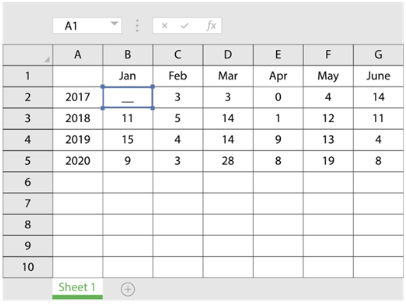 A1 × ✓ fx
A B C D E F G
1 Jan Feb Mar Apr May June
2 2017 __ 3 3 0 4 14
3 2018 11 5 14 1 12 11
4 2019 15 4 14 9 13 4
5 2020 9 3 28 8 19 8
6
7
8
9
10
Sheet 1 +